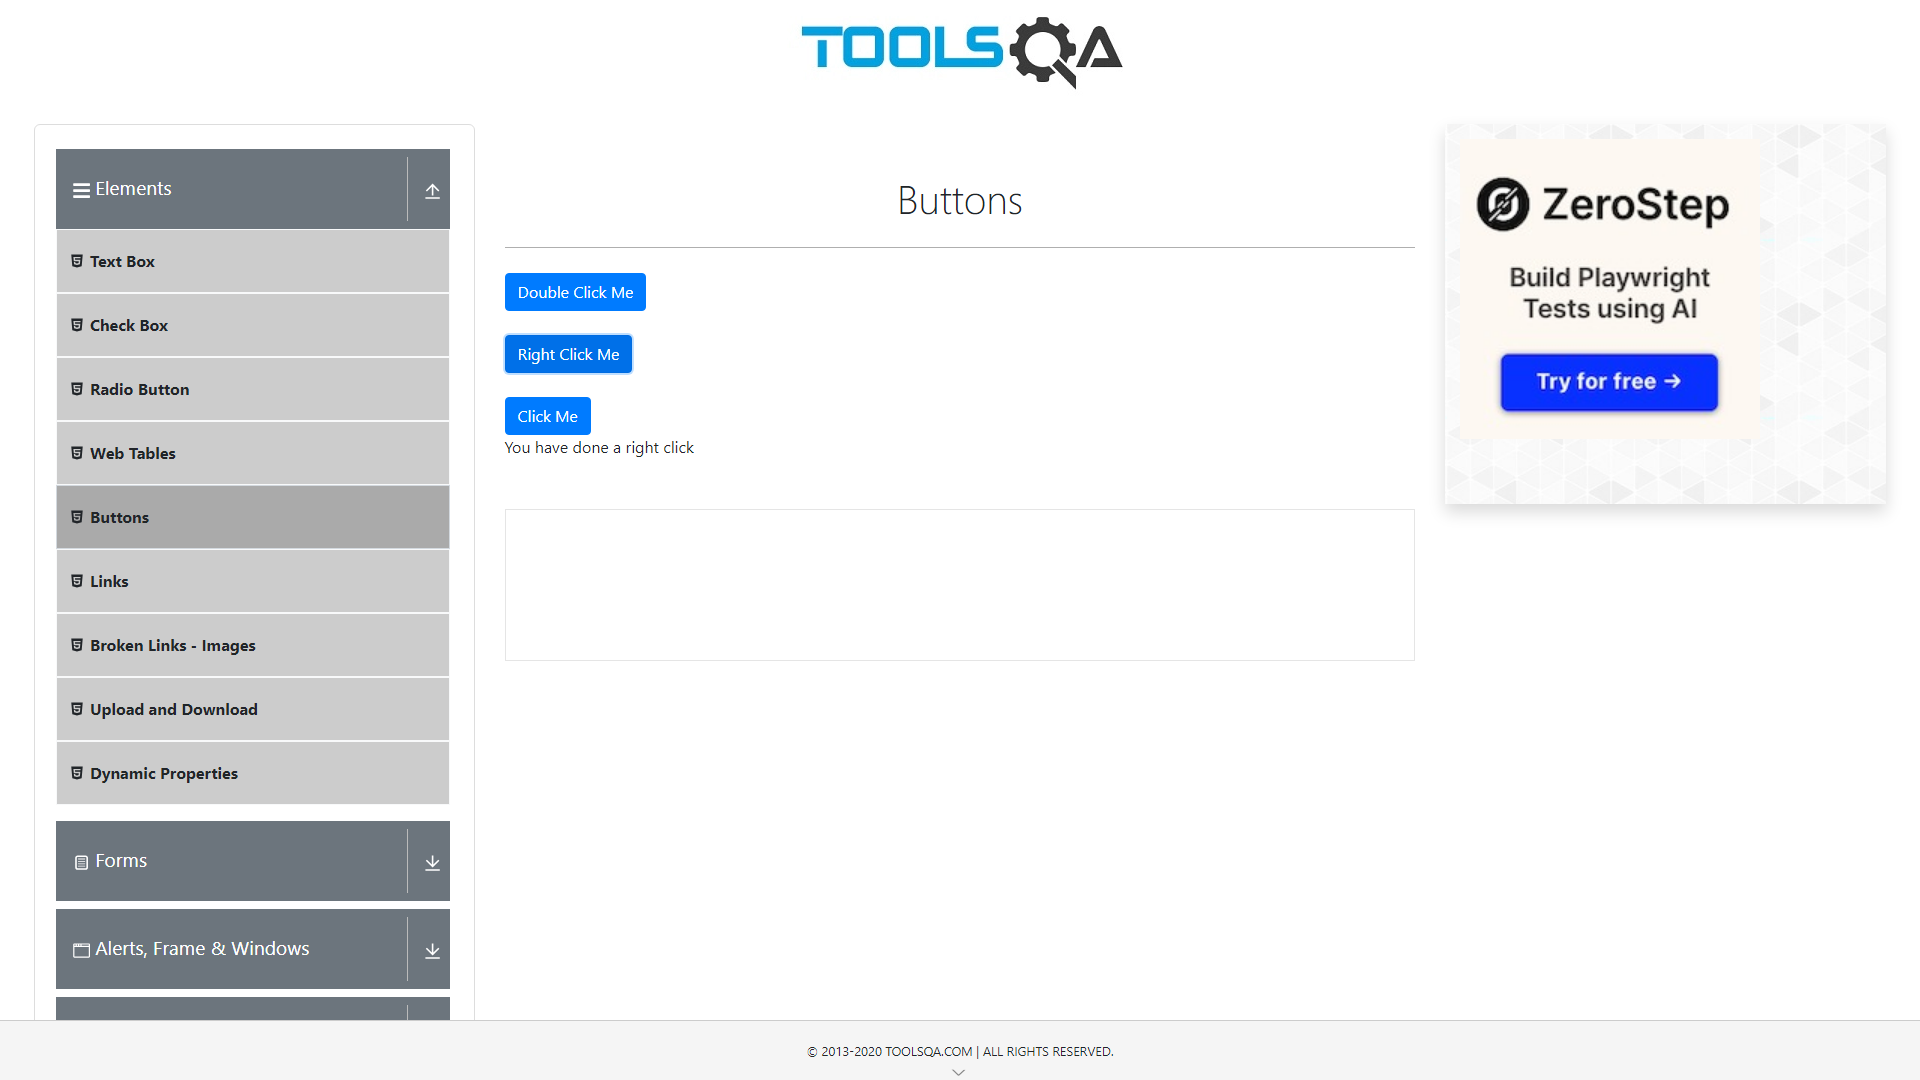 TOOLSQA
Elements
Text Box
Check Box
Radio Button
Web Tables
Buttons
Links
Broken Links - Images
Upload and Download
Dynamic Properties
Forms
Alerts, Frame & Windows
Buttons
Double Click Me
Right Click Me
Click Me
You have done a right click
ZeroStep
Build Playwright
Tests using AI
Try for free →
© 2013-2020 TOOLSQA.COM | ALL RIGHTS RESERVED.